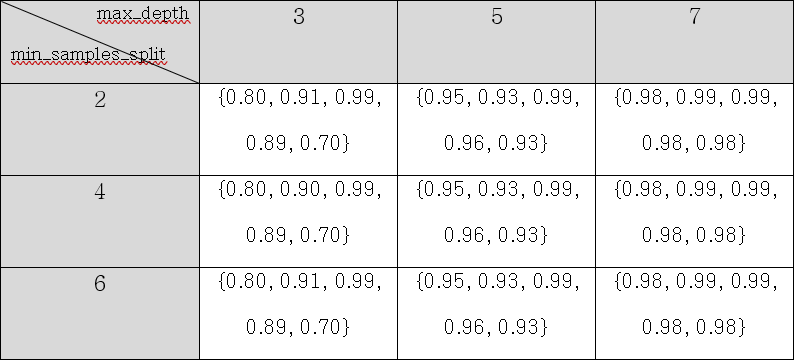 max_depth
min_samples_split
3
5
7
2
{0.80, 0.91, 0.99,
0.89, 0.70}
{0.95, 0.93, 0.99,
0.96, 0.93}
{0.98, 0.99, 0.99,
0.98, 0.98}
4
{0.80, 0.90, 0.99,
0.89, 0.70}
{0.95, 0.93, 0.99,
0.96, 0.93}
{0.98, 0.99, 0.99,
0.98, 0.98}
6
{0.80, 0.91, 0.99,
0.89, 0.70}
{0.95, 0.93, 0.99,
0.96, 0.93}
{0.98, 0.99, 0.99,
0.98, 0.98}